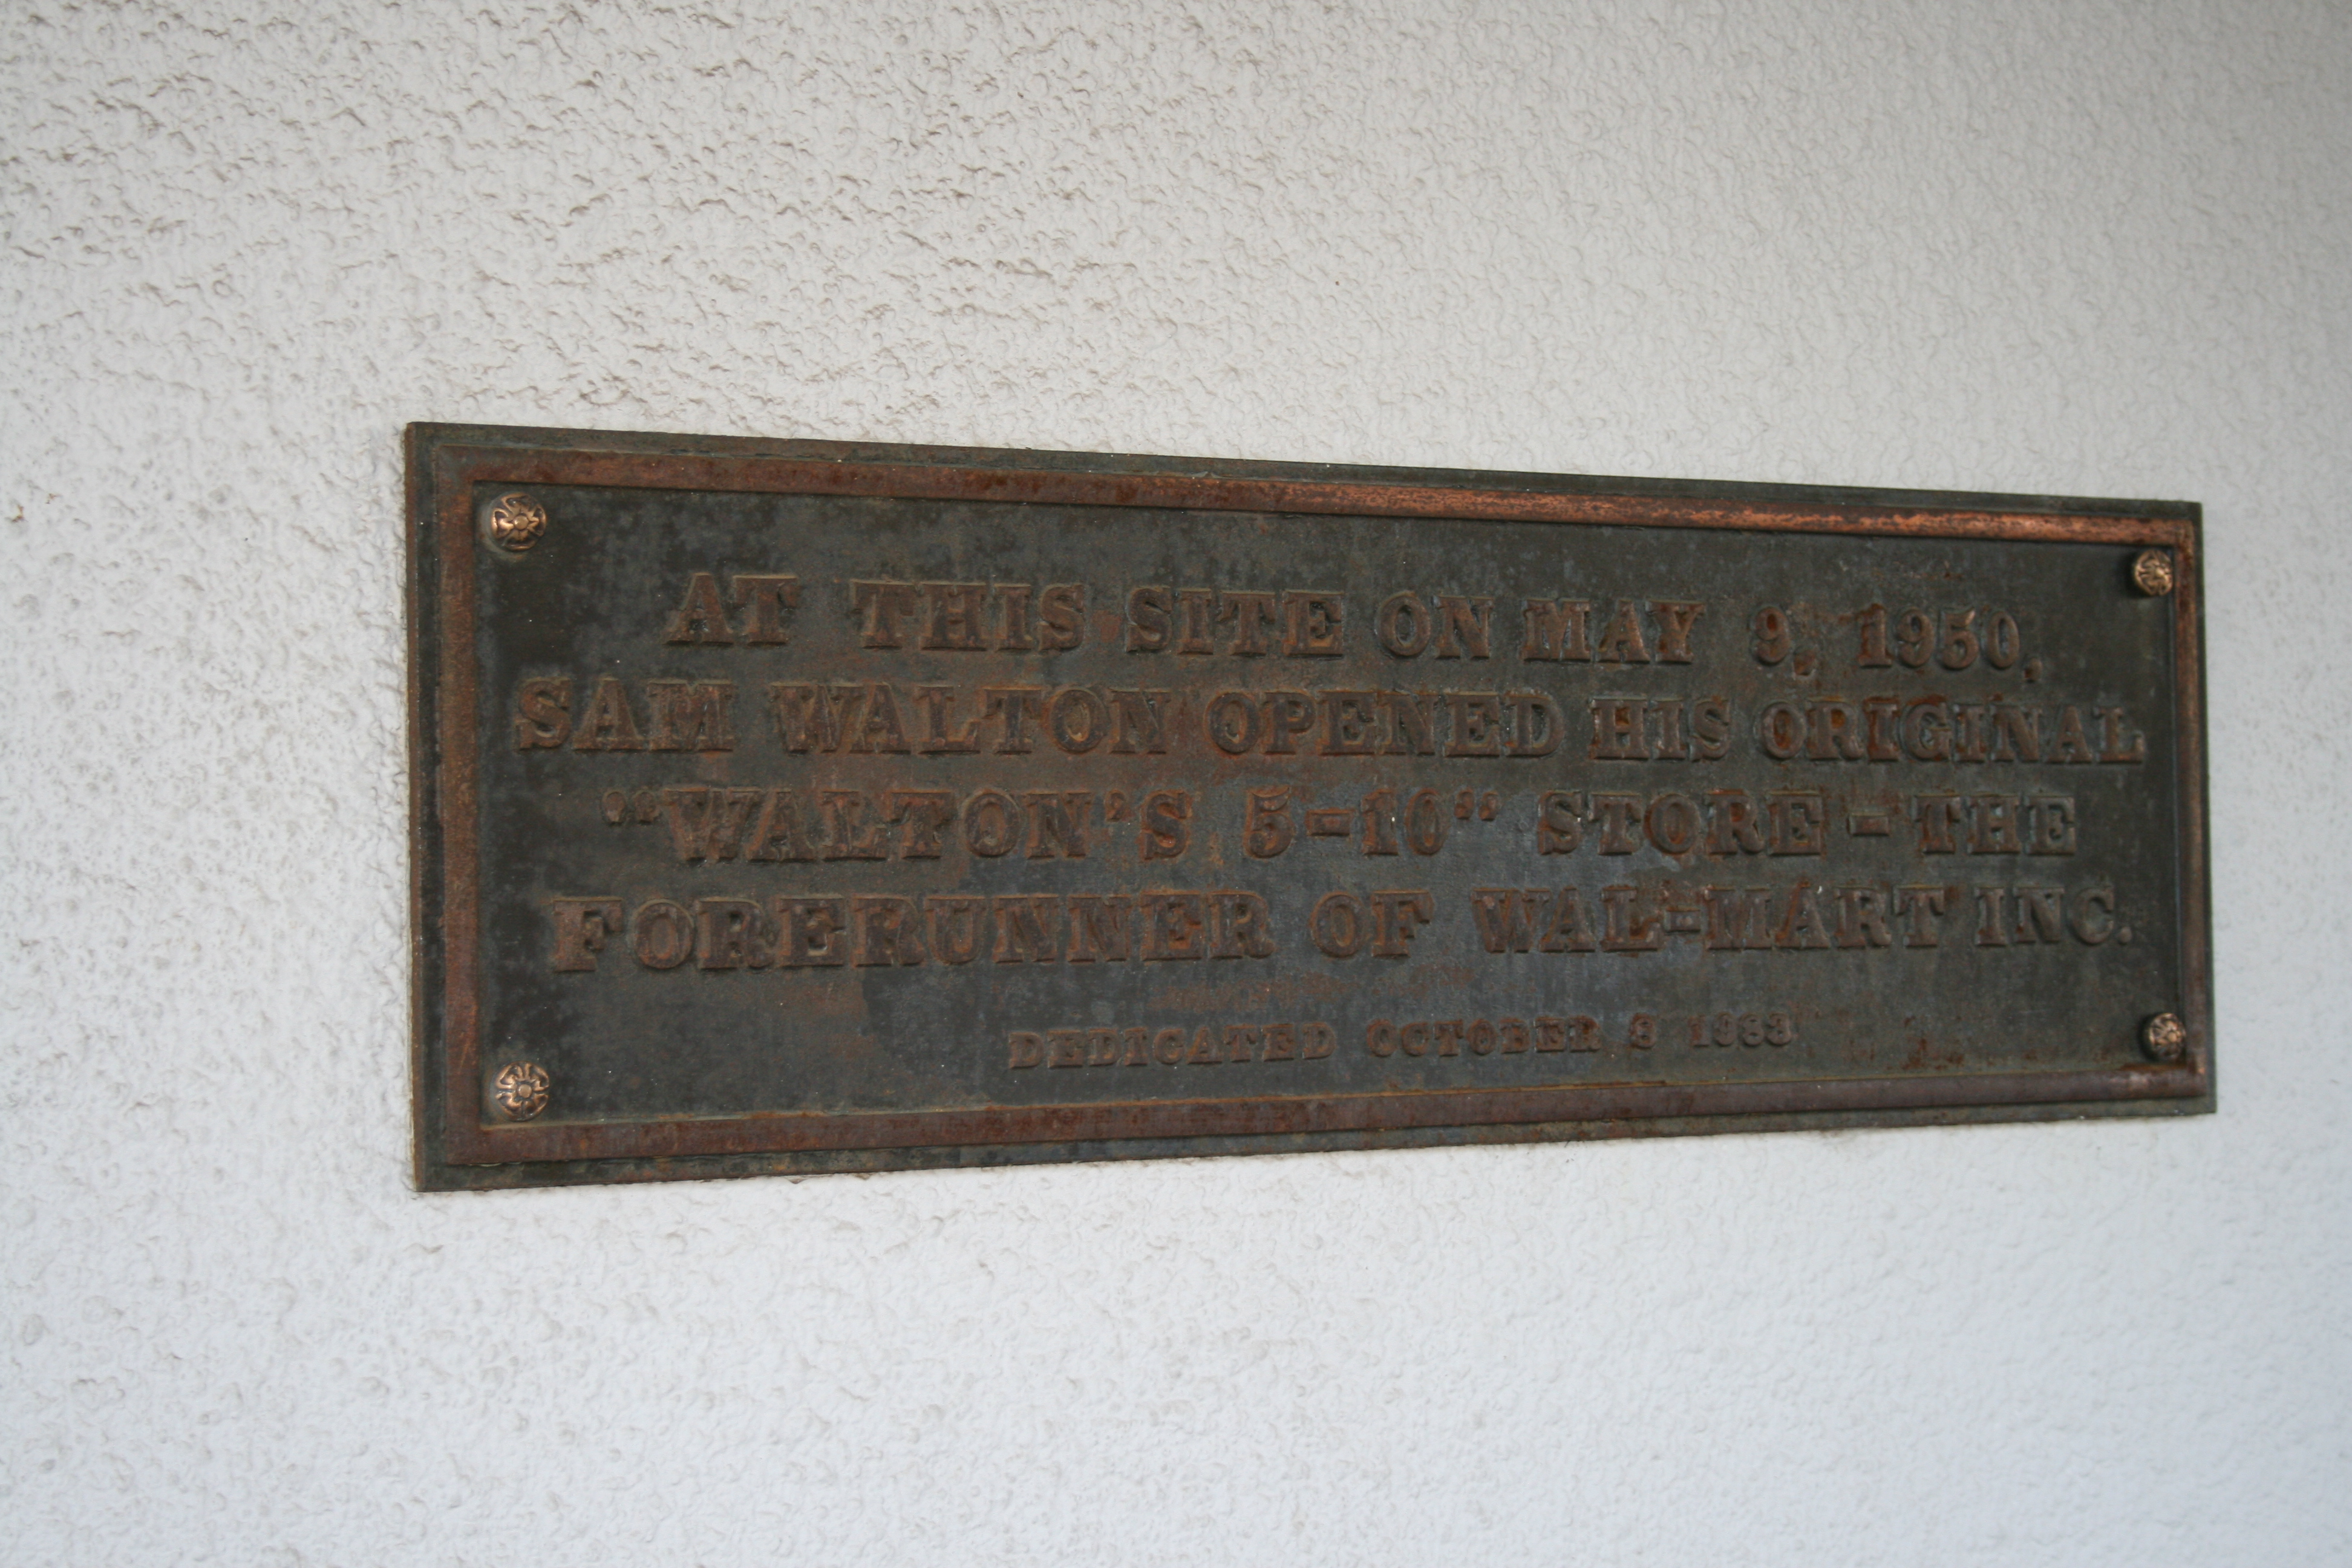 AT THIS SITE ON MAY 9, 1950,
SAM WALTON OPENED HIS ORIGINAL
"WALTON'S 5-10" STORE - THE
FORERUNNER OF WAL-MART INC.
DEDICATED OCTOBER